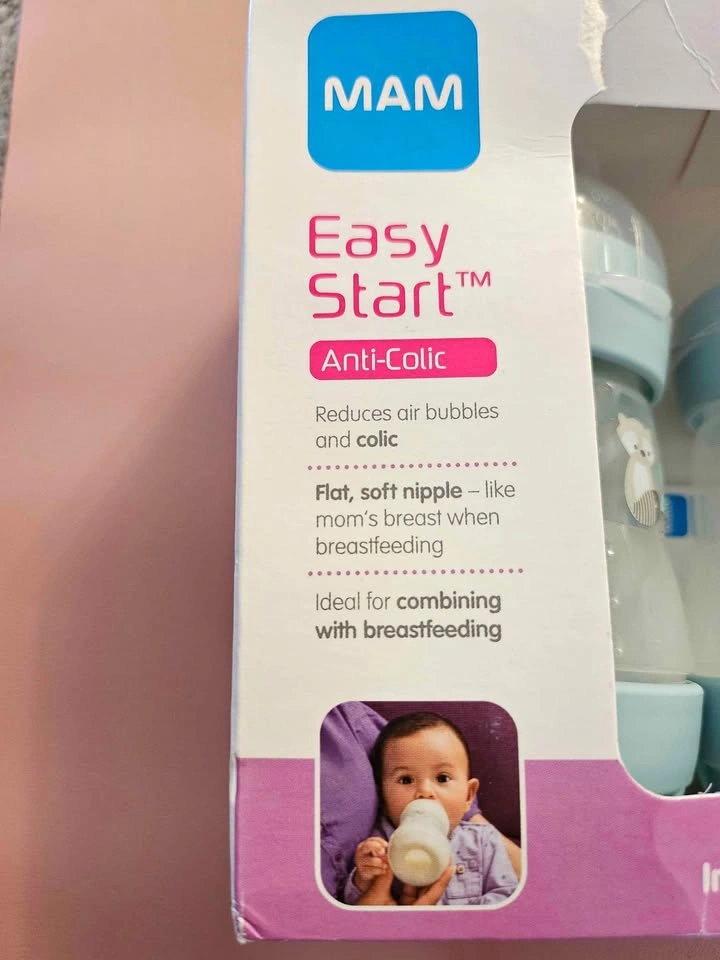 MAM
Easy
Start™
Anti-Colic
Reduces air bubbles
and colic
Flat, soft nipple – like
mom's breast when
breastfeeding
Ideal for combining
with breastfeeding